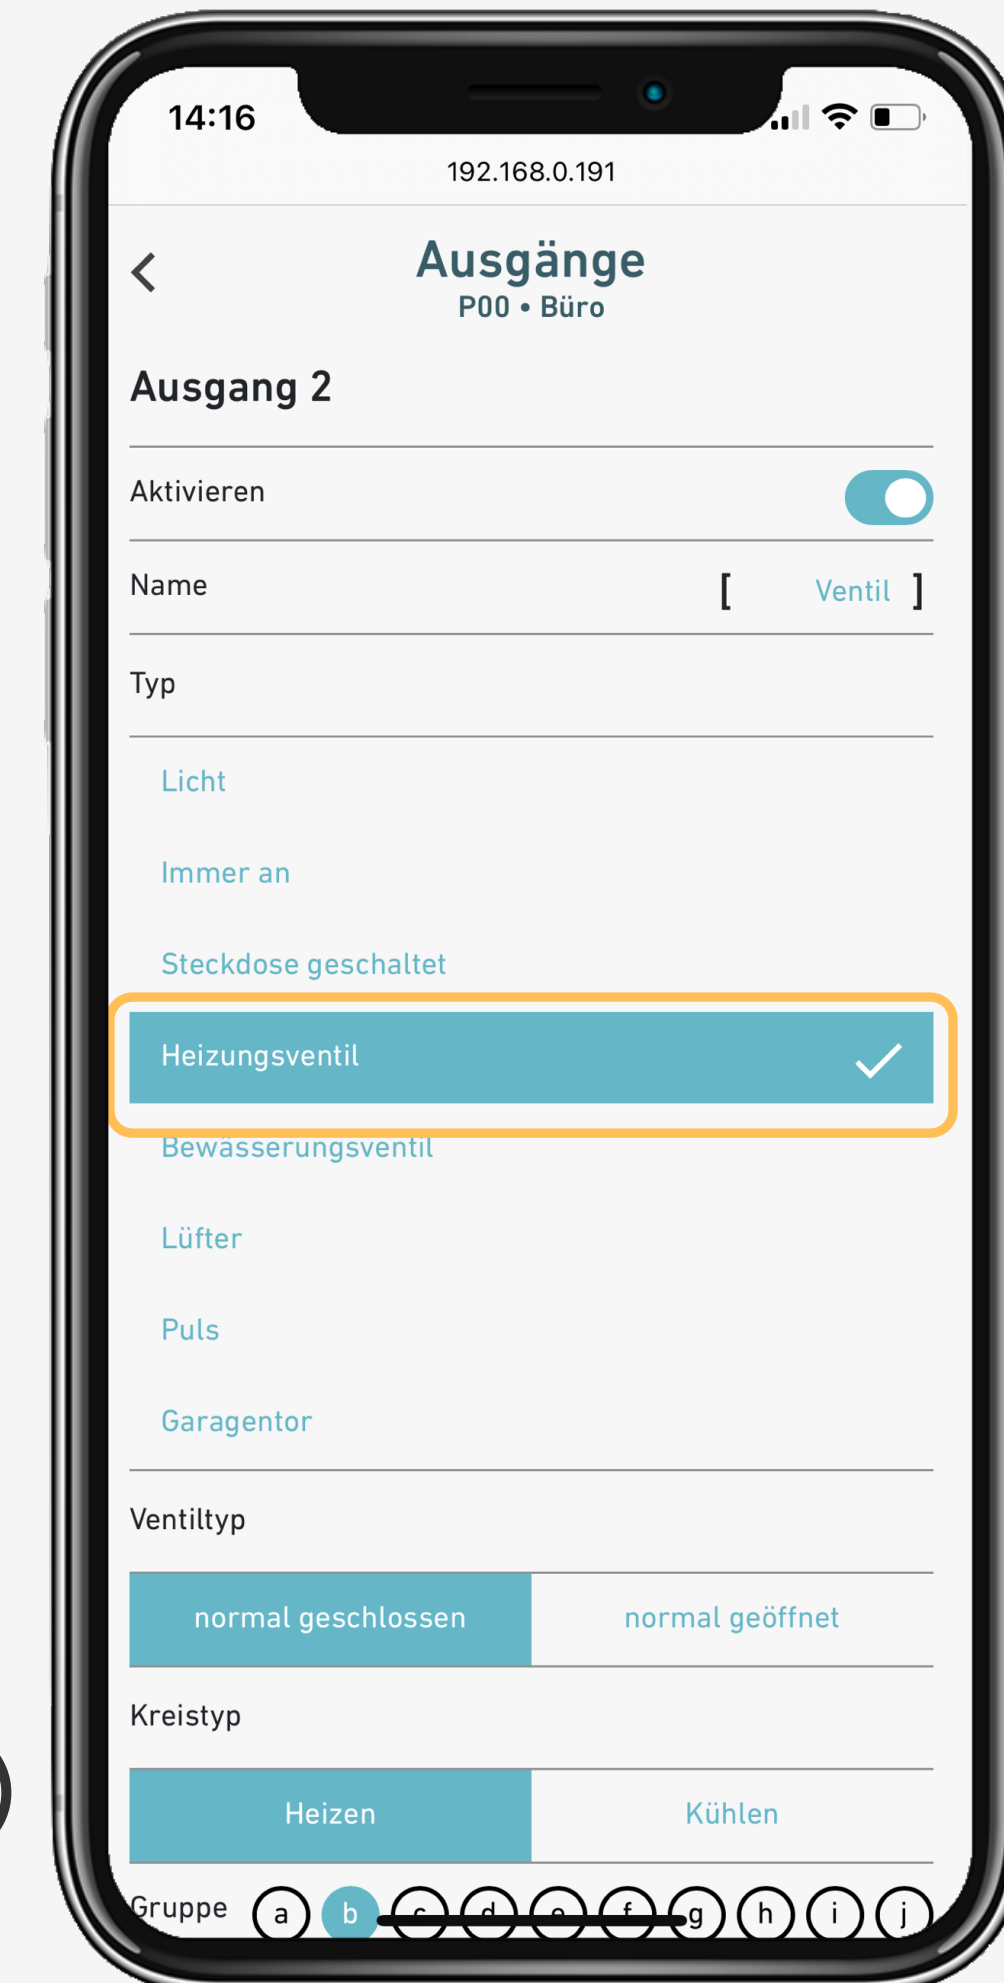 14:16
192.168.0.191
Ausgänge
P00 • Büro
Ausgang 2
Aktivieren
Name [ Ventil ]
Typ
Licht
Immer an
Steckdose geschaltet
Heizungsventil
Bewässerungsventil
Lüfter
Puls
Garagentor
Ventiltyp
normal geschlossen normal geöffnet
Kreistyp
Heizen Kühlen
Gruppe a b c d e f g h i j